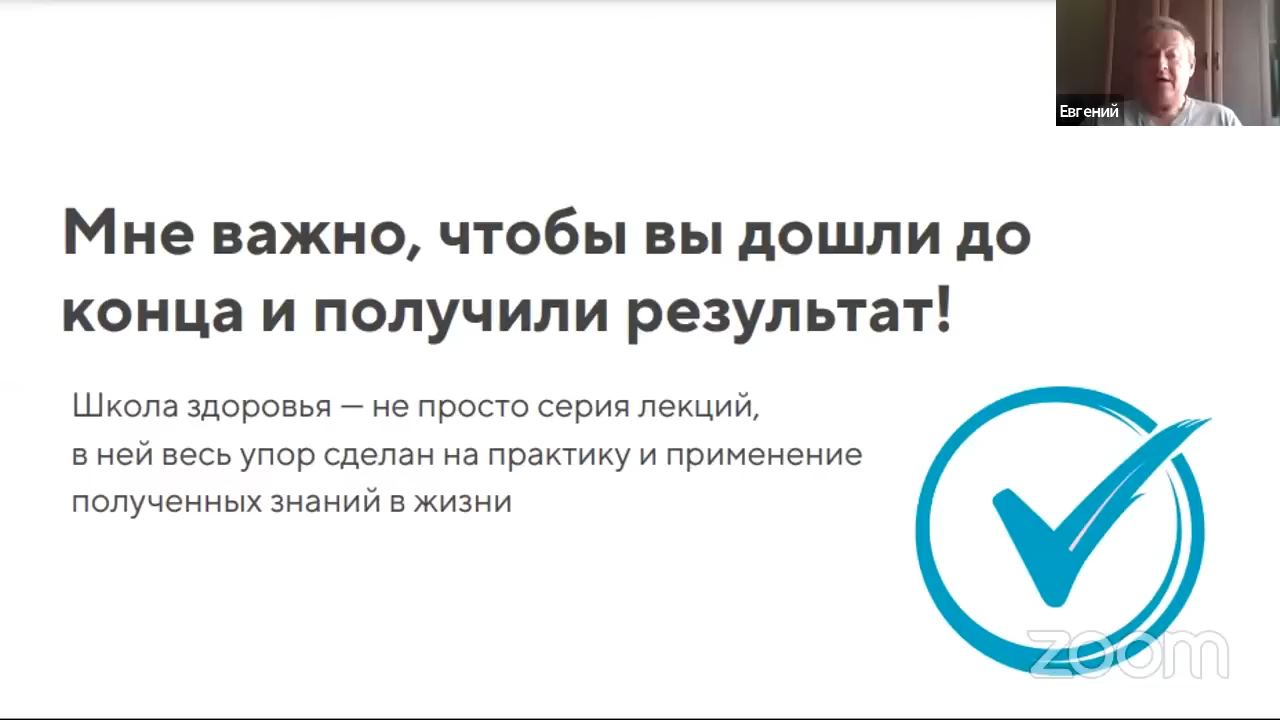 Евгений
Мне важно, чтобы вы дошли до
конца и получили результат!
Школа здоровья — не просто серия лекций,
в ней весь упор сделан на практику и применение
полученных знаний в жизни
zoom